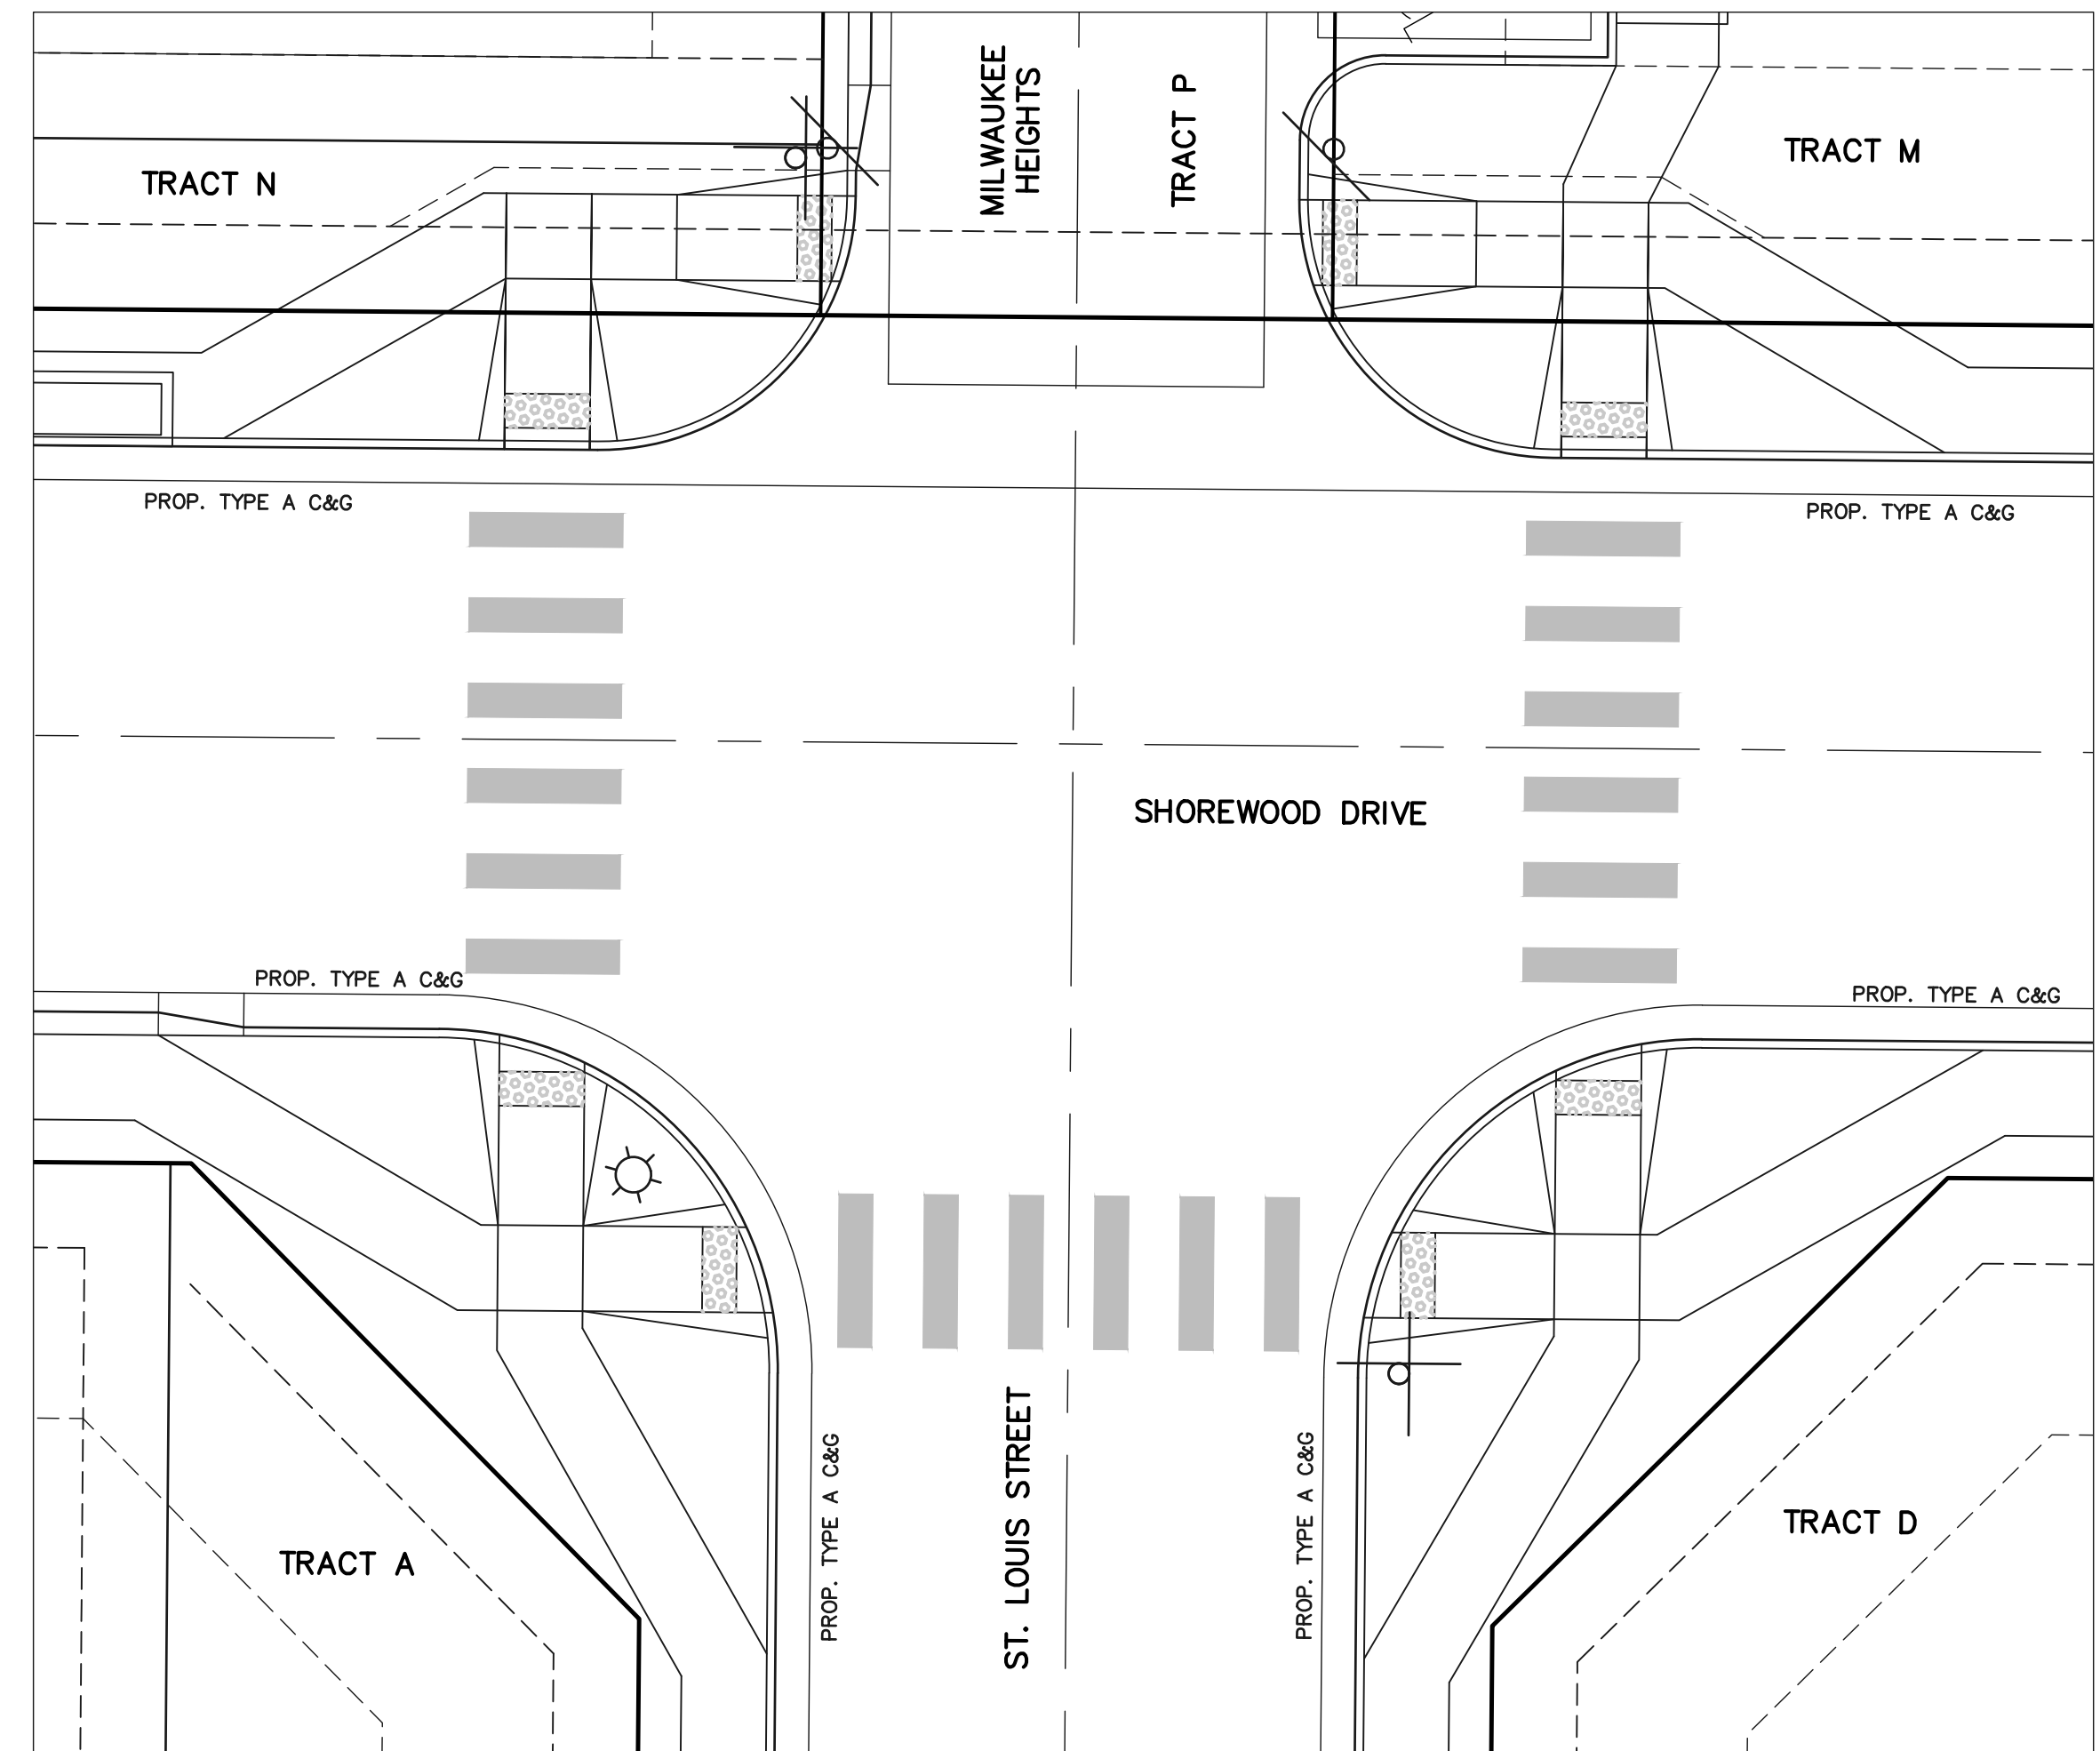 MILWAUKEE
HEIGHTS
TRACT P
TRACT M
TRACT N
PROP. TYPE A C&G
PROP. TYPE A C&G
SHOREWOOD DRIVE
PROP. TYPE A C&G
PROP. TYPE A C&G
ST. LOUIS STREET
PROP. TYPE A C&G
PROP. TYPE A C&G
TRACT D
TRACT A